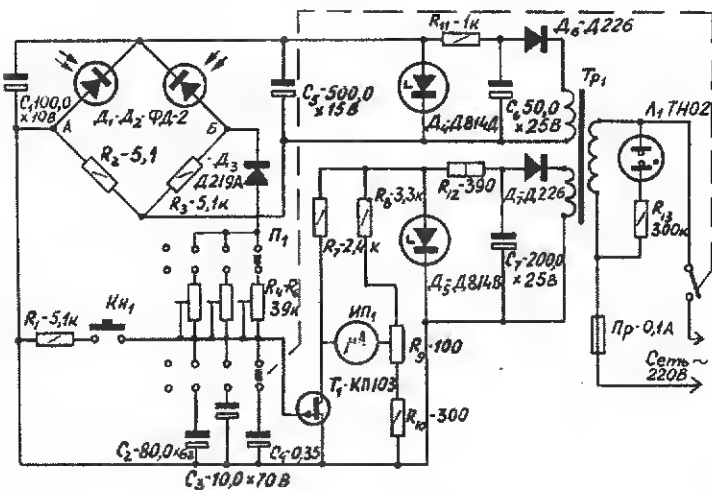 R11-1к
Д6-Д226
С1 100,0
×10В
А
Д1-Д2-ФД-2
Б
С5-500,0
×15В
Д4-Д814Д
С6 50,0
×25В
Тр1
Л1 ТН02
R2-5,1
R3-5,1к
Д3
Д219А
R8-3,3к
R12-390
Д7-Д226
R7-2,4к
С7-200,0
×25В
Д5-Д814В
R13
300к
П1
R4-R6
39к
R1-5,1к
Кн1
ИП1
μА
R9-100
Пр-0,1А
Сеть ~
220В
Т1-КП103
R10-300
С2-80,0×6В
С4-0,35
С3-10,0×70В